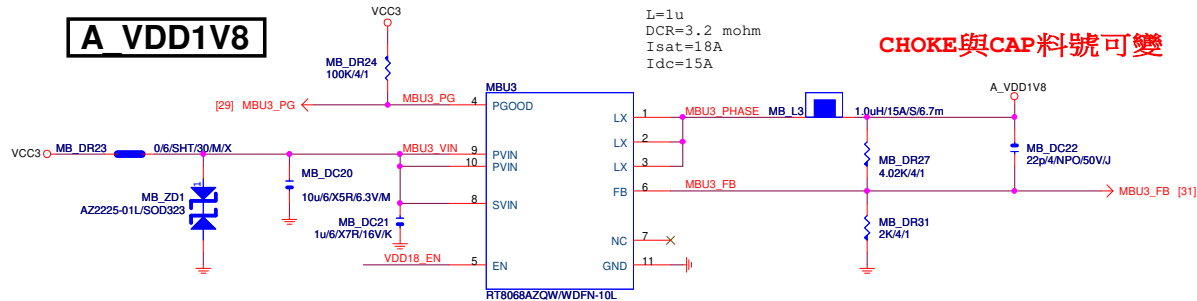 A_VDD1V8
VCC3
L=1u
DCR=3.2 mohm
Isat=18A
Idc=15A
CHOKE與CAP料號可變
MB_DR24
100K/4/1
MBU3
[29] MBU3_PG
MBU3_PG
4
PGOOD
LX
1
MBU3_PHASE
MB_L3
1.0uH/15A/S/6.7m
A_VDD1V8
LX
2
LX
3
VCC3
MB_DR23
0/6/SHT/30/M/X
MBU3_VIN
9
PVIN
10
PVIN
MB_DC22
22p/4/NPO/50V/J
MB_DR27
4.02K/4/1
MB_DC20
10u/6/X5R/6.3V/M
FB
6
MBU3_FB
MBU3_FB [31]
1
MB_ZD1
AZ2225-01L/SOD323
8
SVIN
MB_DC21
1u/6/X7R/16V/K
MB_DR31
2K/4/1
NC
7
VDD18_EN
5
EN
GND
11
RT8068AZQW/WDFN-10L